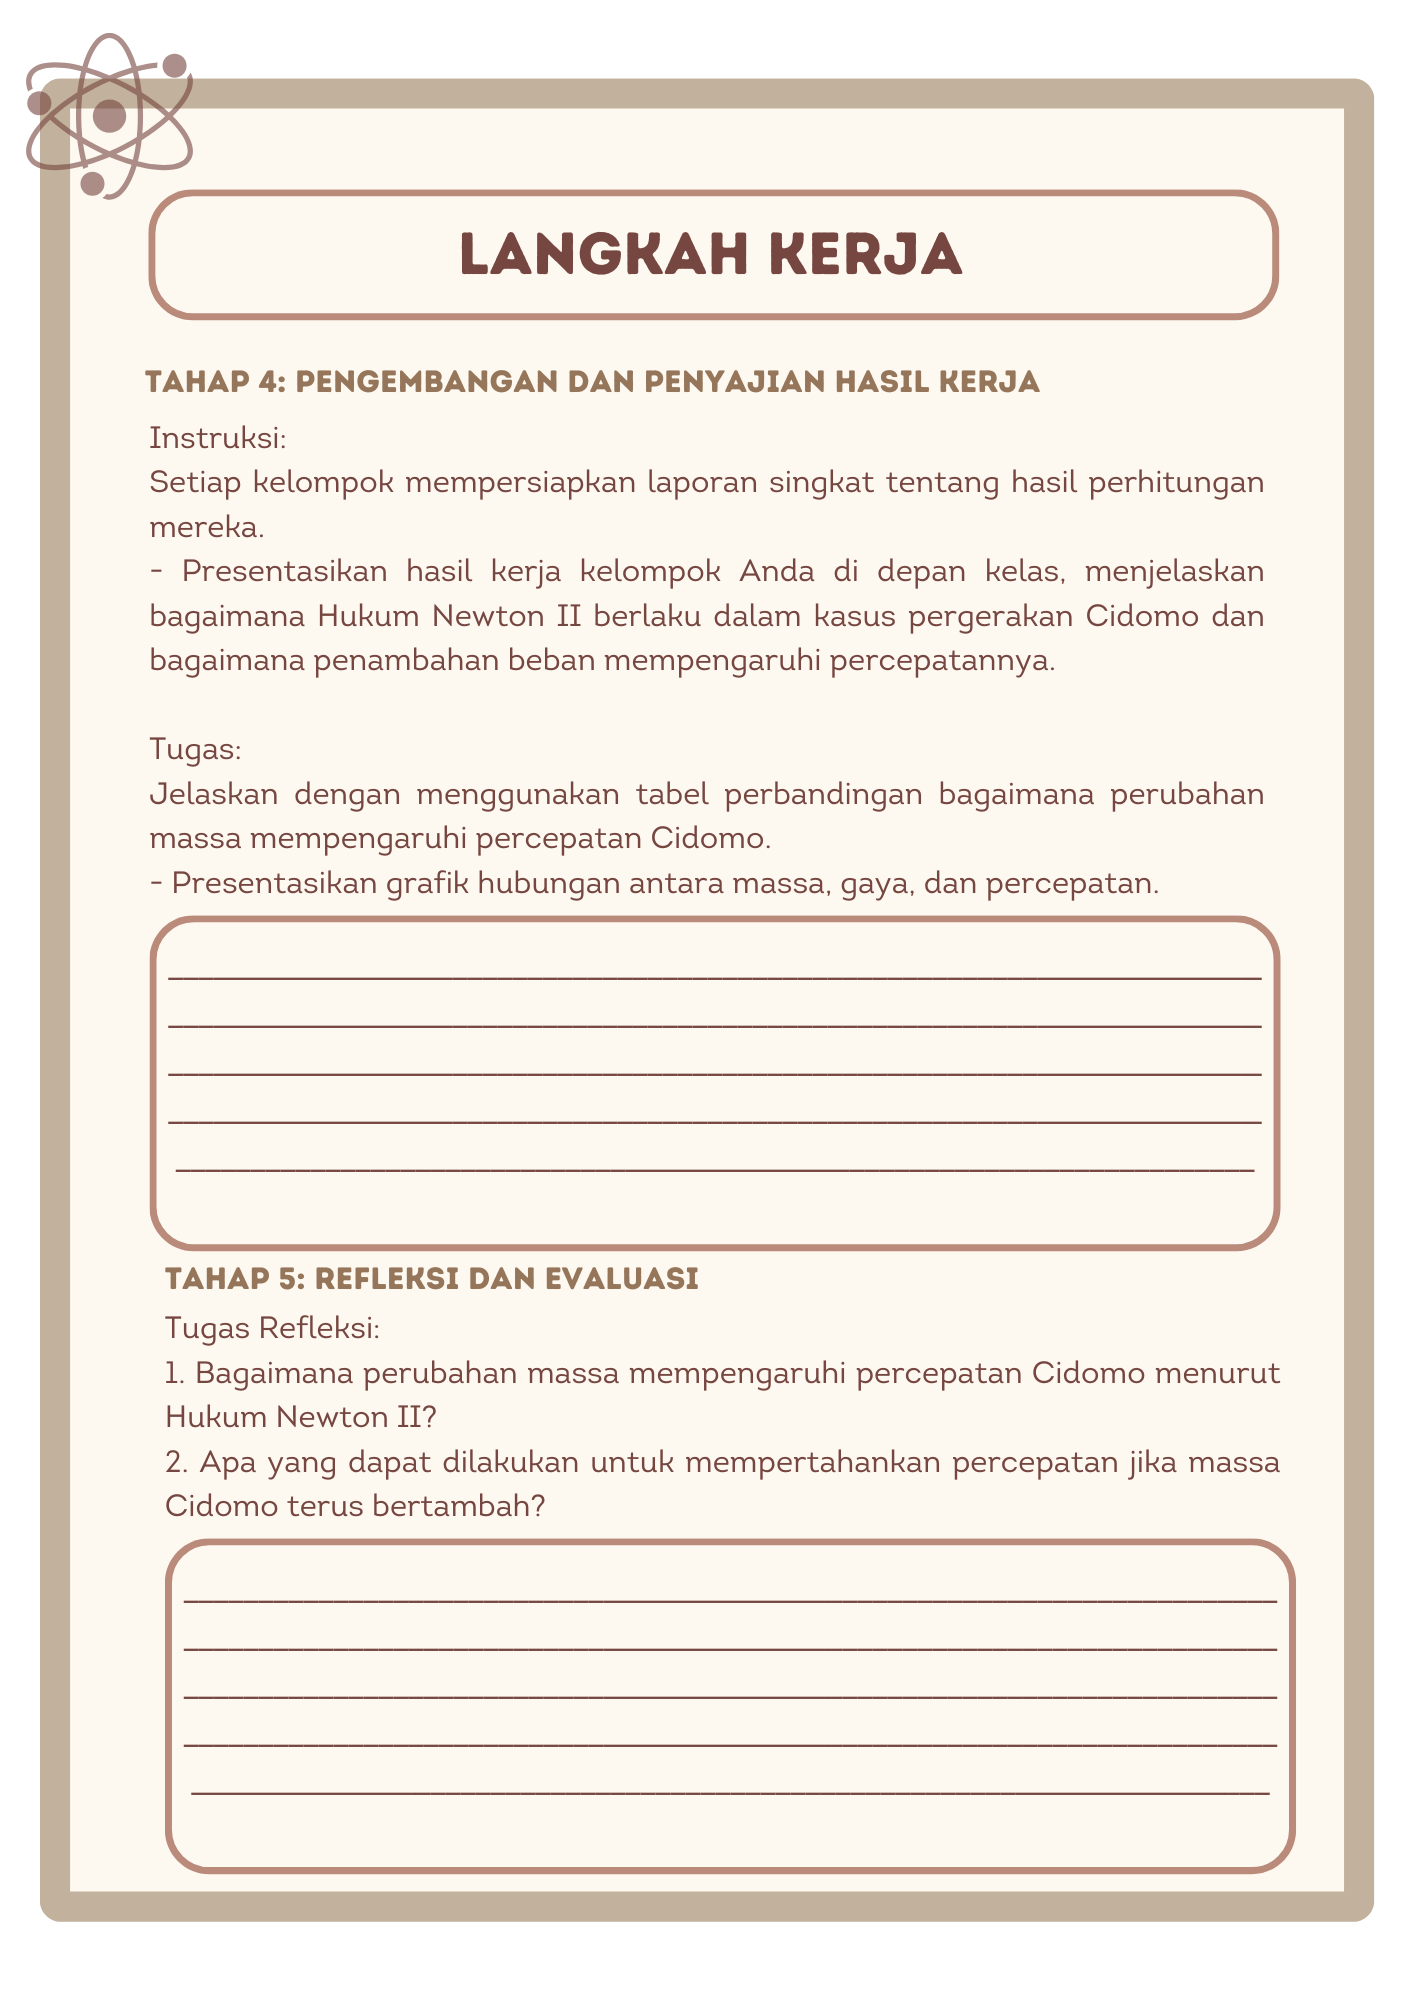 LANGKAH KERJA
TAHAP 4: PENGEMBANGAN DAN PENYAJIAN HASIL KERJA
Instruksi:
Setiap kelompok mempersiapkan laporan singkat tentang hasil perhitungan
mereka.
- Presentasikan hasil kerja kelompok Anda di depan kelas, menjelaskan
bagaimana Hukum Newton II berlaku dalam kasus pergerakan Cidomo dan
bagaimana penambahan beban mempengaruhi percepatannya.
Tugas:
Jelaskan dengan menggunakan tabel perbandingan bagaimana perubahan
massa mempengaruhi percepatan Cidomo.
- Presentasikan grafik hubungan antara massa, gaya, dan percepatan.
TAHAP 5: REFLEKSI DAN EVALUASI
Tugas Refleksi:
1. Bagaimana perubahan massa mempengaruhi percepatan Cidomo menurut
Hukum Newton II?
2. Apa yang dapat dilakukan untuk mempertahankan percepatan jika massa
Cidomo terus bertambah?